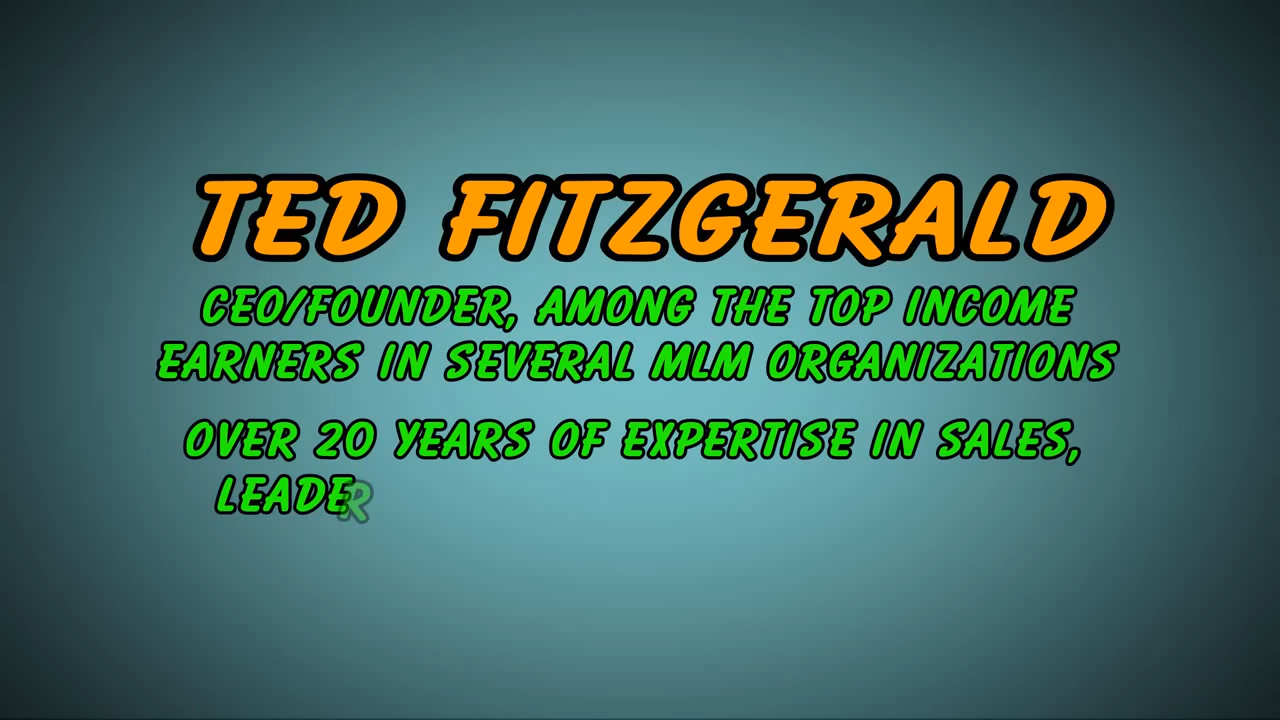 TED FITZGERALD
CEO/FOUNDER, AMONG THE TOP INCOME
EARNERS IN SEVERAL MLM ORGANIZATIONS
OVER 20 YEARS OF EXPERTISE IN SALES,
LEADER